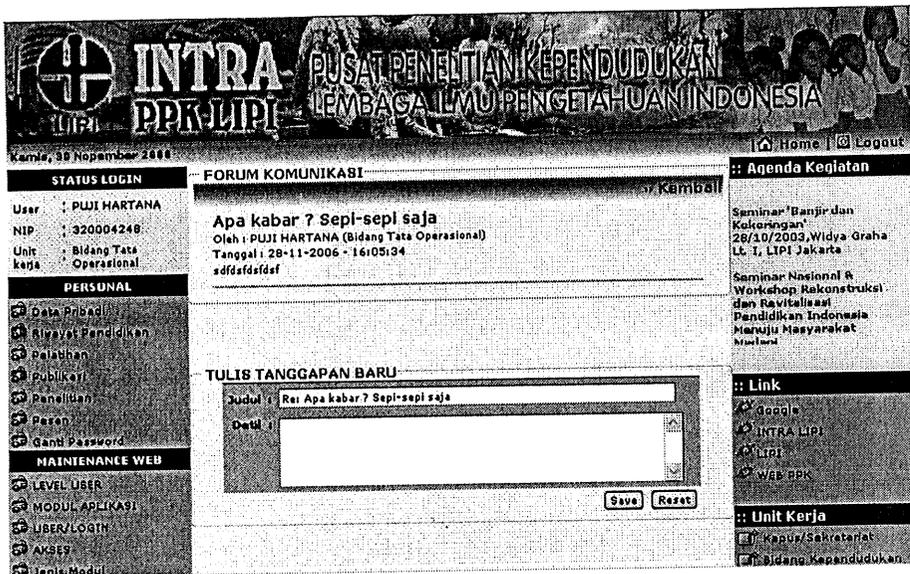 LIPI
INTRA-
PPK-LIPI
PUSAT PENELITIAN KEPENDUDUKAN
LEMBAGA ILMU PENGETAHUAN INDONESIA
Home | Logout
Kamis, 30 Nopember 2006
STATUS LOGIN
User : PUJI HARTANA
NIP : 320004248
Unit kerja : Bidang Tata Operasional
PERSONAL
Data Pribadi
Riwayat Pendidikan
Pelatihan
Publikasi
Penelitian
Pesan
Ganti Password
MAINTENANCE WEB
LEVEL USER
MODUL APLIKASI
USER/LOGIN
AKSES
Jenis Modul
FORUM KOMUNIKASI
:: Kembali
Apa kabar ? Sepi-sepi saja
Oleh : PUJI HARTANA (Bidang Tata Operasional)
Tanggal : 28-11-2006 - 16:05:34
sdfdsfdsfdsf
TULIS TANGGAPAN BARU
Judul : Re: Apa kabar ? Sepi-sepi saja
Detil :
Save Reset
:: Agenda Kegiatan
Seminar 'Banjir dan
Kekeringan'
28/10/2003,Widya Graha
Lt. I, LIPI Jakarta
Seminar Nasional &
Workshop Rekonstruksi
dan Revitalisasi
Pendidikan Indonesia
Menuju Masyarakat
:: Link
Google
INTRA LIPI
LIPI
WEB PPK
:: Unit Kerja
Kapus/Sekretariat
Bidang Kependudukan